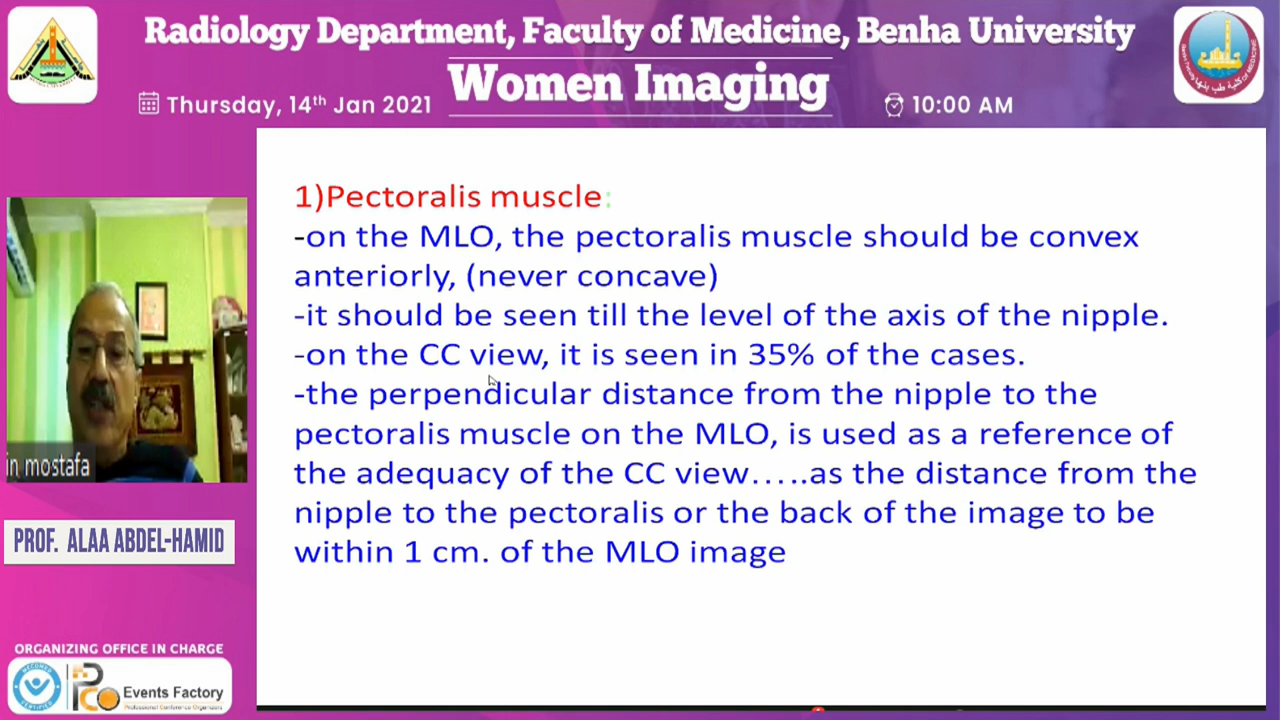 Radiology Department, Faculty of Medicine, Benha University
Women Imaging
Thursday, 14th Jan 2021
10:00 AM
1)Pectoralis muscle:
-on the MLO, the pectoralis muscle should be convex
anteriorly, (never concave)
-it should be seen till the level of the axis of the nipple.
-on the CC view, it is seen in 35% of the cases.
-the perpendicular distance from the nipple to the
pectoralis muscle on the MLO, is used as a reference of
the adequacy of the CC view…..as the distance from the
nipple to the pectoralis or the back of the image to be
within 1 cm. of the MLO image
in mostafa
PROF. ALAA ABDEL-HAMID
ORGANIZING OFFICE IN CHARGE
Events Factory
Professional Conference Organizers